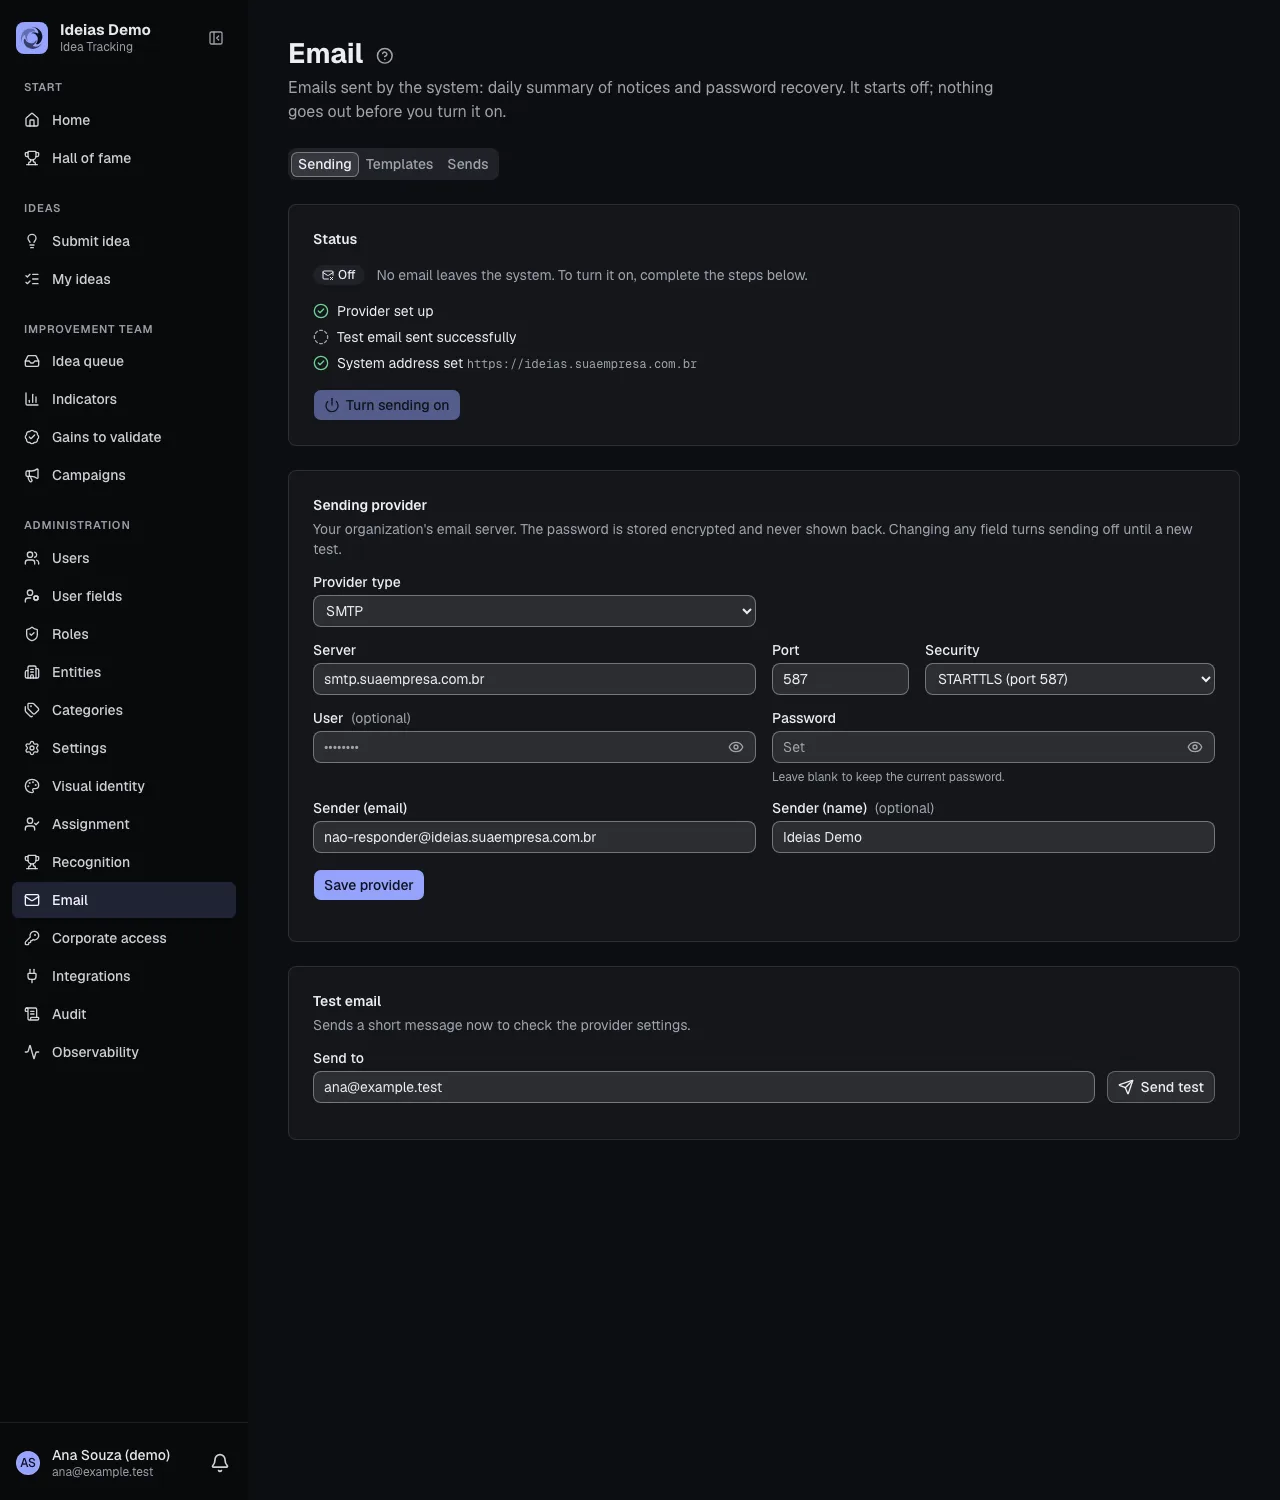 Ideias Demo
Idea Tracking
START
Home
Hall of fame
IDEAS
Submit idea
My ideas
IMPROVEMENT TEAM
Idea queue
Indicators
Gains to validate
Campaigns
ADMINISTRATION
Users
User fields
Roles
Entities
Categories
Settings
Visual identity
Assignment
Recognition
Email
Corporate access
Integrations
Audit
Observability
AS
Ana Souza (demo)
ana@example.test
Email
Emails sent by the system: daily summary of notices and password recovery. It starts off; nothing
goes out before you turn it on.
Sending Templates Sends
Status
Off No email leaves the system. To turn it on, complete the steps below.
Provider set up
Test email sent successfully
System address set https://ideias.suaempresa.com.br
Turn sending on
Sending provider
Your organization's email server. The password is stored encrypted and never shown back. Changing any field turns sending off until a new
test.
Provider type
SMTP
Server Port Security
smtp.suaempresa.com.br 587 STARTTLS (port 587)
User (optional) Password
•••••••• Set
Leave blank to keep the current password.
Sender (email) Sender (name) (optional)
nao-responder@ideias.suaempresa.com.br Ideias Demo
Save provider
Test email
Sends a short message now to check the provider settings.
Send to
ana@example.test Send test